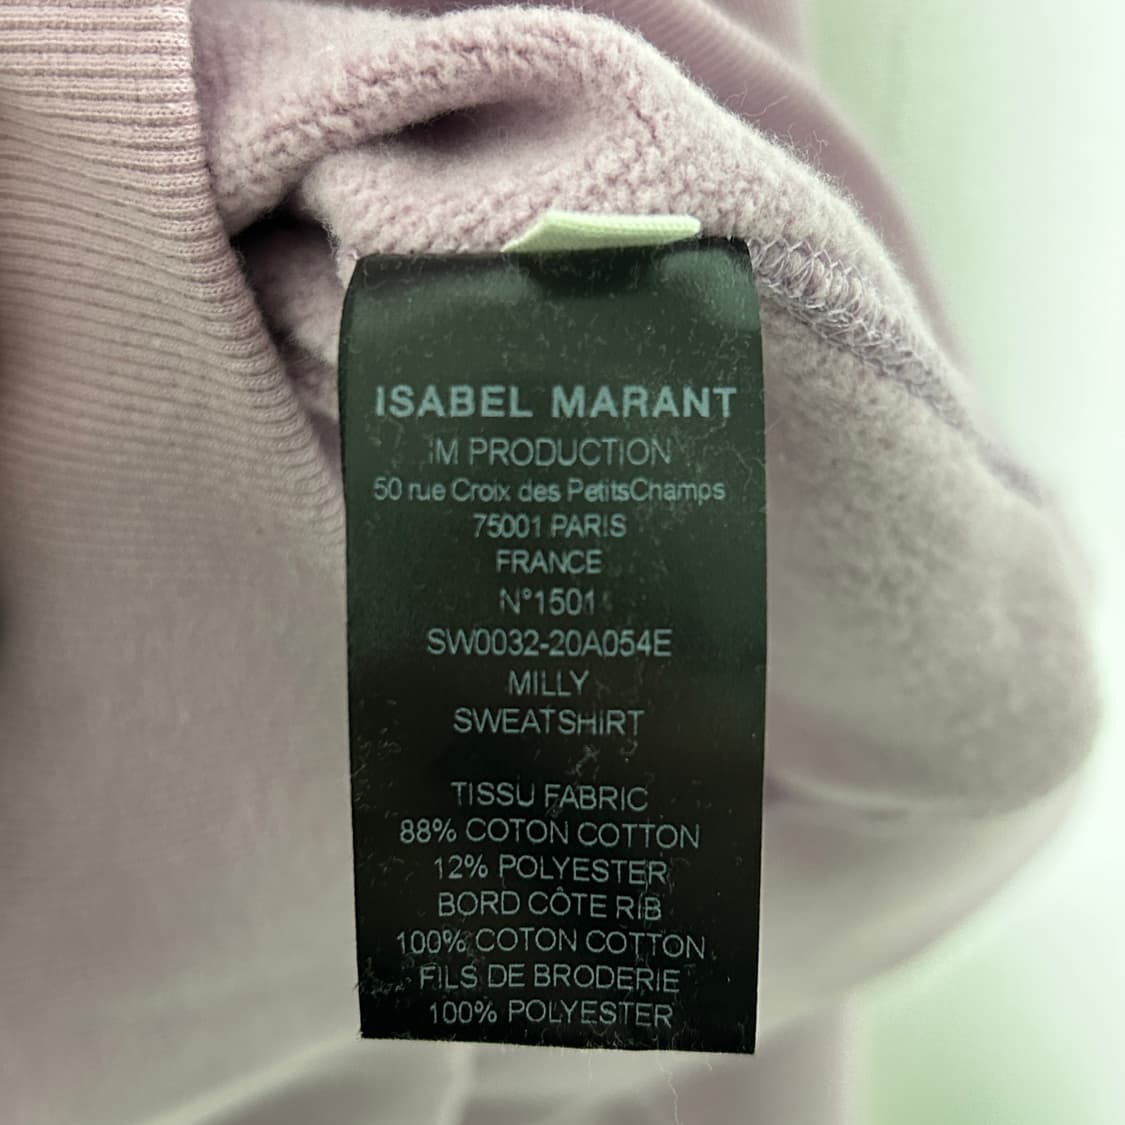 ISABEL MARANT
IM PRODUCTION
50 rue Croix des PetitsChamps
75001 PARIS
FRANCE
N°1501
SW0032-20A054E
MILLY
SWEATSHIRT
TISSU FABRIC
88% COTON COTTON
12% POLYESTER
BORD CÔTE RIB
100% COTON COTTON
FILS DE BRODERIE
100% POLYESTER